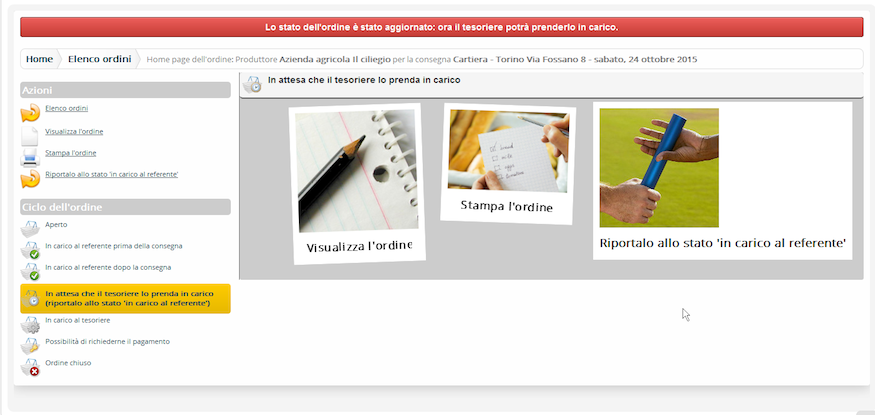 Lo stato dell'ordine è stato aggiornato: ora il tesoriere potrà prenderlo in carico.
Home Elenco ordini Home page dell'ordine: Produttore Azienda agricola Il ciliegio per la consegna Cartiera - Torino Via Fossano 8 - sabato, 24 ottobre 2015
Azioni
Elenco ordini
Visualizza l'ordine
Stampa l'ordine
Riportalo allo stato 'in carico al referente'
Ciclo dell'ordine
Aperto
In carico al referente prima della consegna
In carico al referente dopo la consegna
In attesa che il tesoriere lo prenda in carico
(riportalo allo stato 'in carico al referente')
In carico al tesoriere
Possibilità di richiederne il pagamento
Ordine chiuso
In attesa che il tesoriere lo prenda in carico
Visualizza l'ordine
Stampa l'ordine
Riportalo allo stato 'in carico al referente'